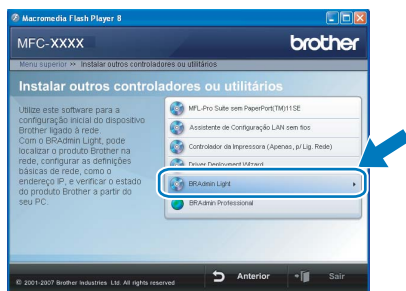 Macromedia Flash Player 8
MFC-XXXX
brother
Menu superior >> Instalar outros controladores ou utilitários
Instalar outros controladores ou utilitários
Utilize este software para a
configuração inicial do dispositivo
Brother ligado à rede.
Com o BRAdmin Light, pode
localizar o produto Brother na
rede, configurar as definições
básicas de rede, como o
endereço IP, e verificar o estado
do produto Brother a partir do
seu PC.
MFL-Pro Suite sem PaperPort(TM)11SE
Assistente de Configuração LAN sem fios
Controlador da Impressora (Apenas, p/ Lig. Rede)
Driver Deployment Wizard
BRAdmin Light
BRAdmin Professional
© 2001-2007 Brother Industries Ltd. All rights reserved
Anterior
Sair